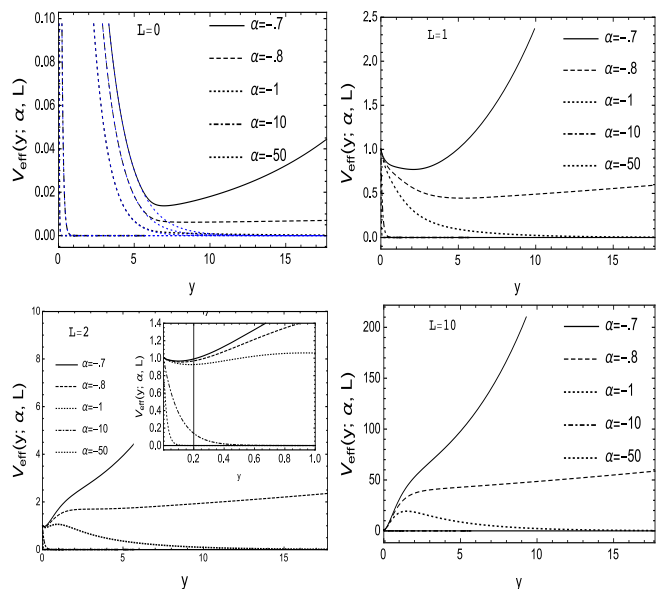 L=0
α=-.7
α=-.8
α=-1
α=-10
α=-50
0.10
0.08
0.06
0.04
0.02
0.00
0
5
10
15
V_eff(y; α, L)
y
L=1
α=-.7
α=-.8
α=-1
α=-10
α=-50
2.5
2.0
1.5
1.0
0.5
0.0
0
5
10
15
V_eff(y; α, L)
y
L=2
α=-.7
α=-.8
α=-1
α=-10
α=-50
10
8
6
4
2
0
0
5
10
15
V_eff(y; α, L)
y
1.4
1.2
1.0
0.8
0.6
0.4
0.2
0.0
0.2
0.4
0.6
0.8
1.0
V_eff(y; α, L)
y
L=10
α=-.7
α=-.8
α=-1
α=-10
α=-50
200
150
100
50
0
0
5
10
15
V_eff(y; α, L)
y